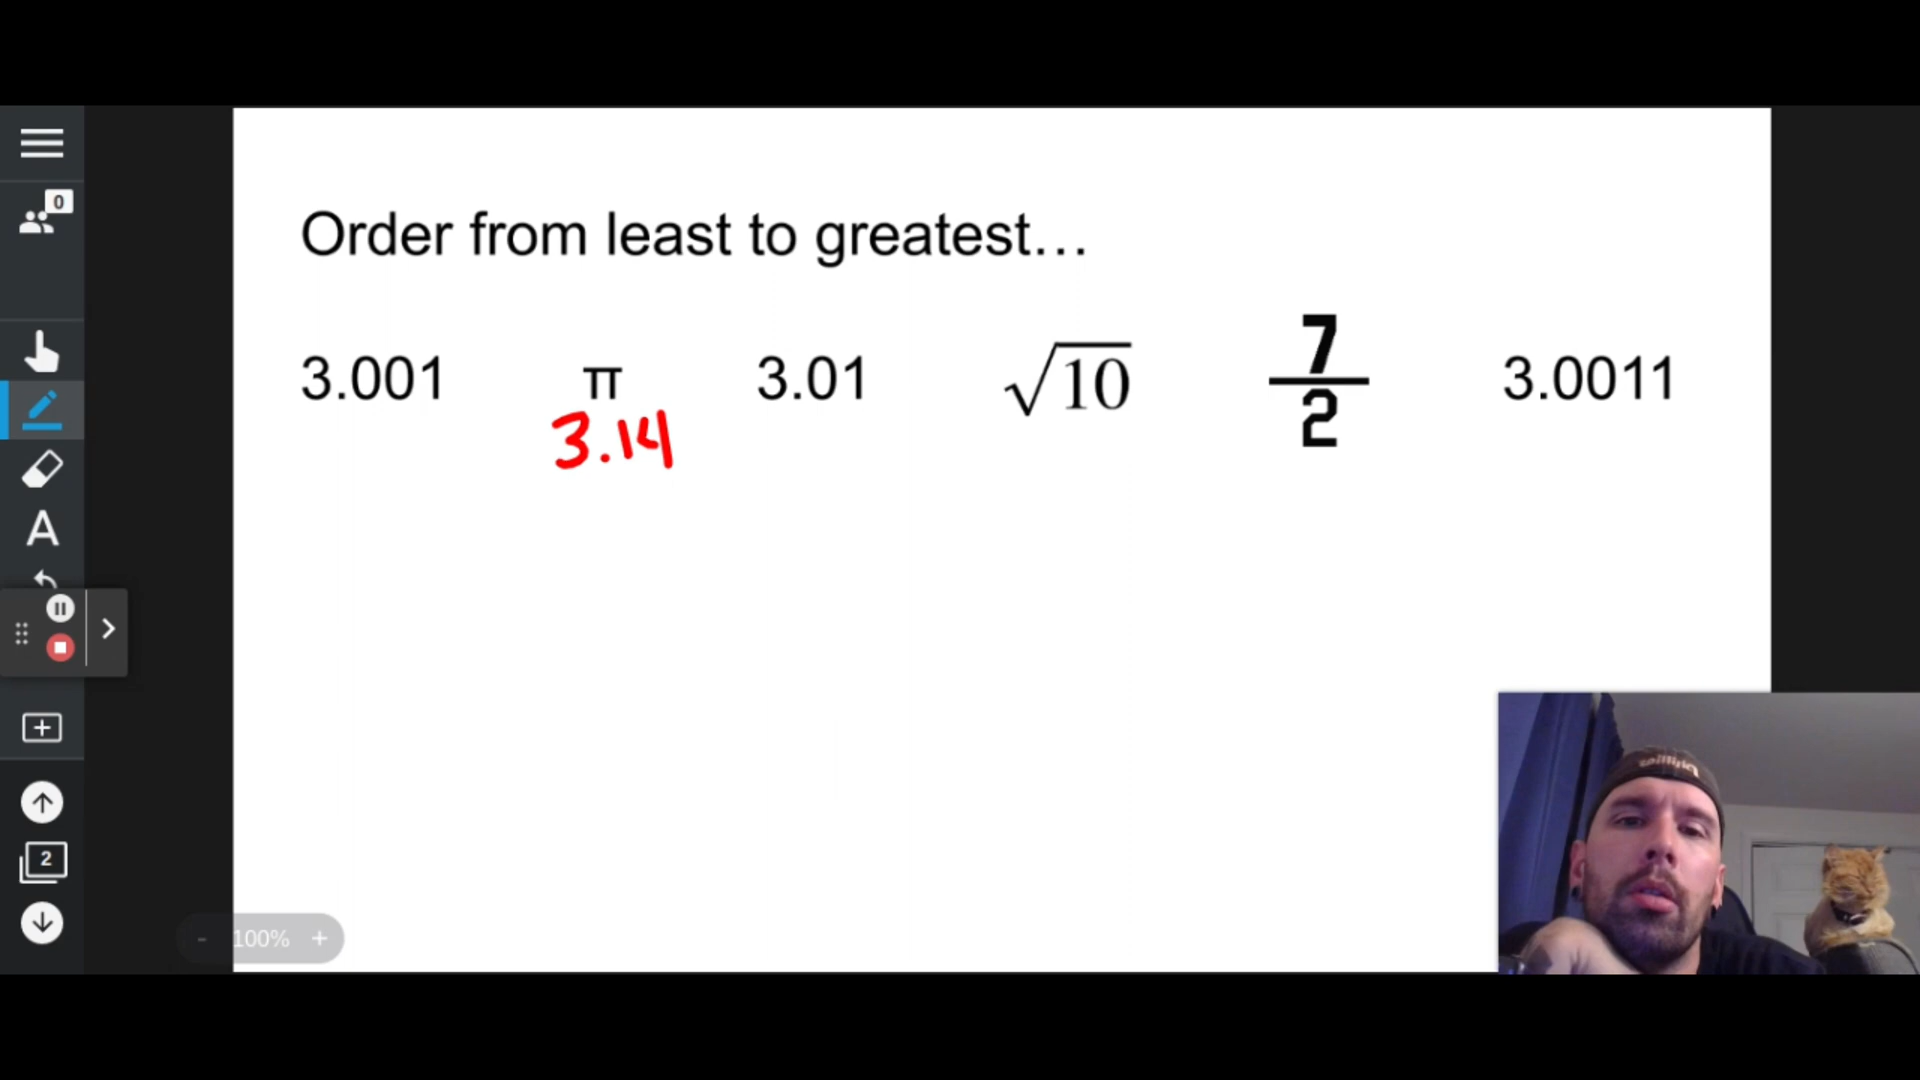 0
Order from least to greatest…
3.001 π 3.01 √10 7/2 3.0011
3.14
A
2
- 100% +